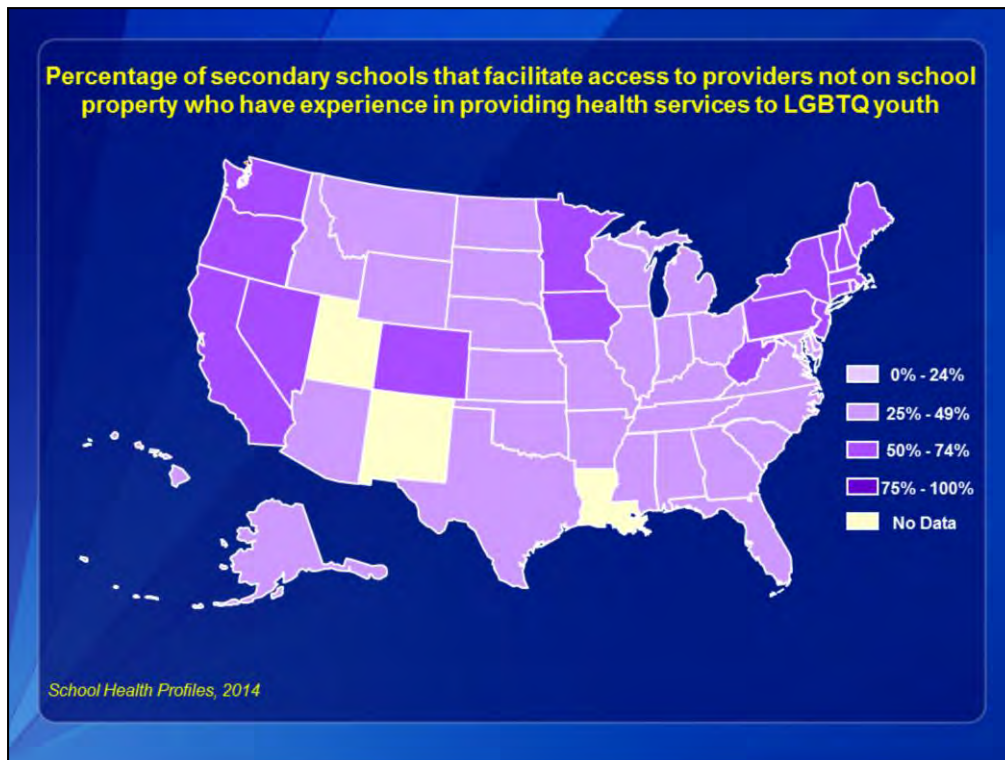 Percentage of secondary schools that facilitate access to providers not on school
property who have experience in providing health services to LGBTQ youth
0% - 24%
25% - 49%
50% - 74%
75% - 100%
No Data
School Health Profiles, 2014